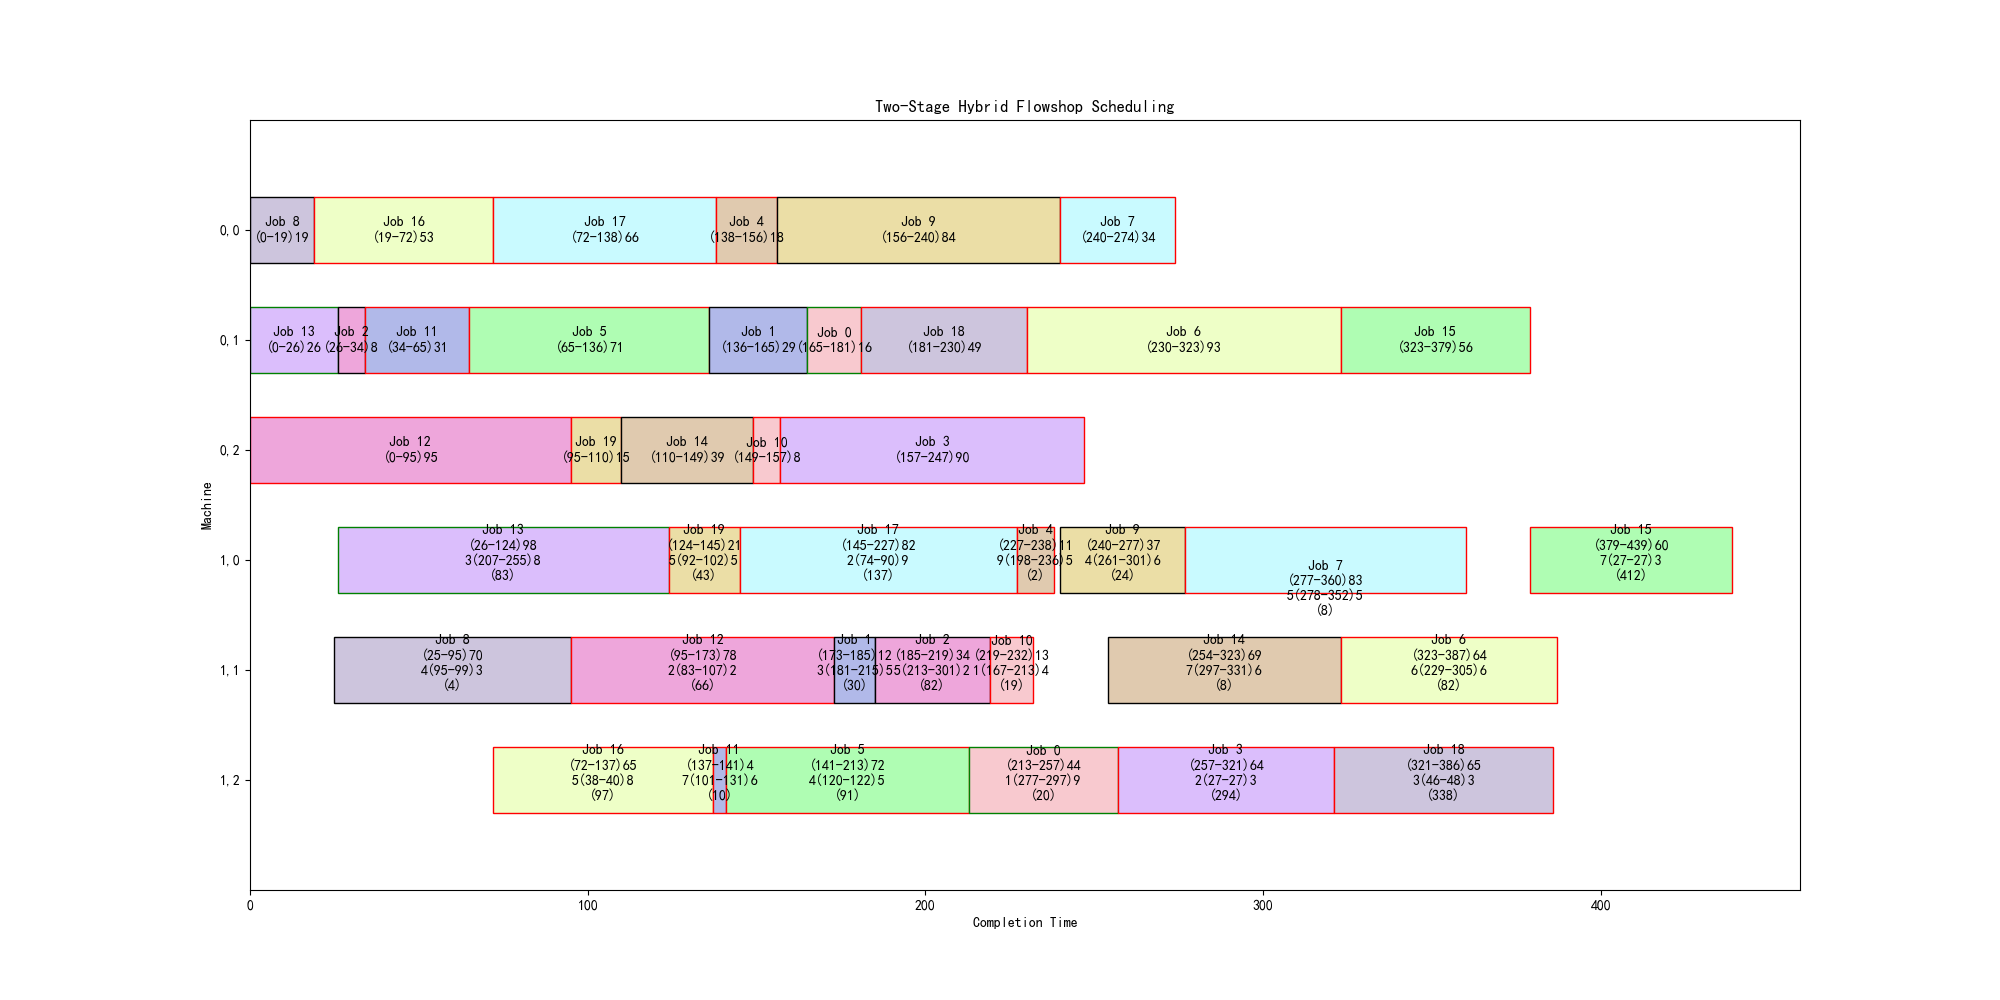 Two-Stage Hybrid Flowshop Scheduling
Machine
0,0
Job 8
(0-19)19
Job 16
(19-72)53
Job 17
(72-138)66
Job 4
(138-156)18
Job 9
(156-240)84
Job 7
(240-274)34
0,1
Job 13
(0-26)26
Job 2
(26-34)8
Job 11
(34-65)31
Job 5
(65-136)71
Job 1
(136-165)29
Job 0
(165-181)16
Job 18
(181-230)49
Job 6
(230-323)93
Job 15
(323-379)56
0,2
Job 12
(0-95)95
Job 19
(95-110)15
Job 14
(110-149)39
Job 10
(149-157)8
Job 3
(157-247)90
1,0
Job 13
(26-124)98
3(207-255)8
(83)
Job 19
(124-145)21
5(92-102)5
(43)
Job 17
(145-227)82
2(74-90)9
(137)
Job 4
(227-238)11
9(198-236)5
(2)
Job 9
(240-277)37
4(261-301)6
(24)
Job 7
(277-360)83
5(278-352)5
(8)
Job 15
(379-439)60
7(27-27)3
(412)
1,1
Job 8
(25-95)70
4(95-99)3
(4)
Job 12
(95-173)78
2(83-107)2
(66)
Job 1
(173-185)12
3(181-215)5
(30)
Job 2
(185-219)34
5(213-301)2
(82)
Job 10
(219-232)13
1(167-213)4
(19)
Job 14
(254-323)69
7(297-331)6
(8)
Job 6
(323-387)64
6(229-305)6
(82)
1,2
Job 16
(72-137)65
5(38-40)8
(97)
Job 11
(137-141)4
7(101-131)6
(10)
Job 5
(141-213)72
4(120-122)5
(91)
Job 0
(213-257)44
1(277-297)9
(20)
Job 3
(257-321)64
2(27-27)3
(294)
Job 18
(321-386)65
3(46-48)3
(338)
0
100
200
300
400
Completion Time